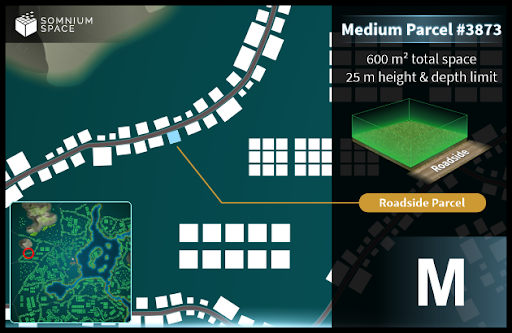 SOMNIUM
SPACE
Medium Parcel #3873
600 m² total space
25 m height & depth limit
Roadside
Roadside Parcel
M